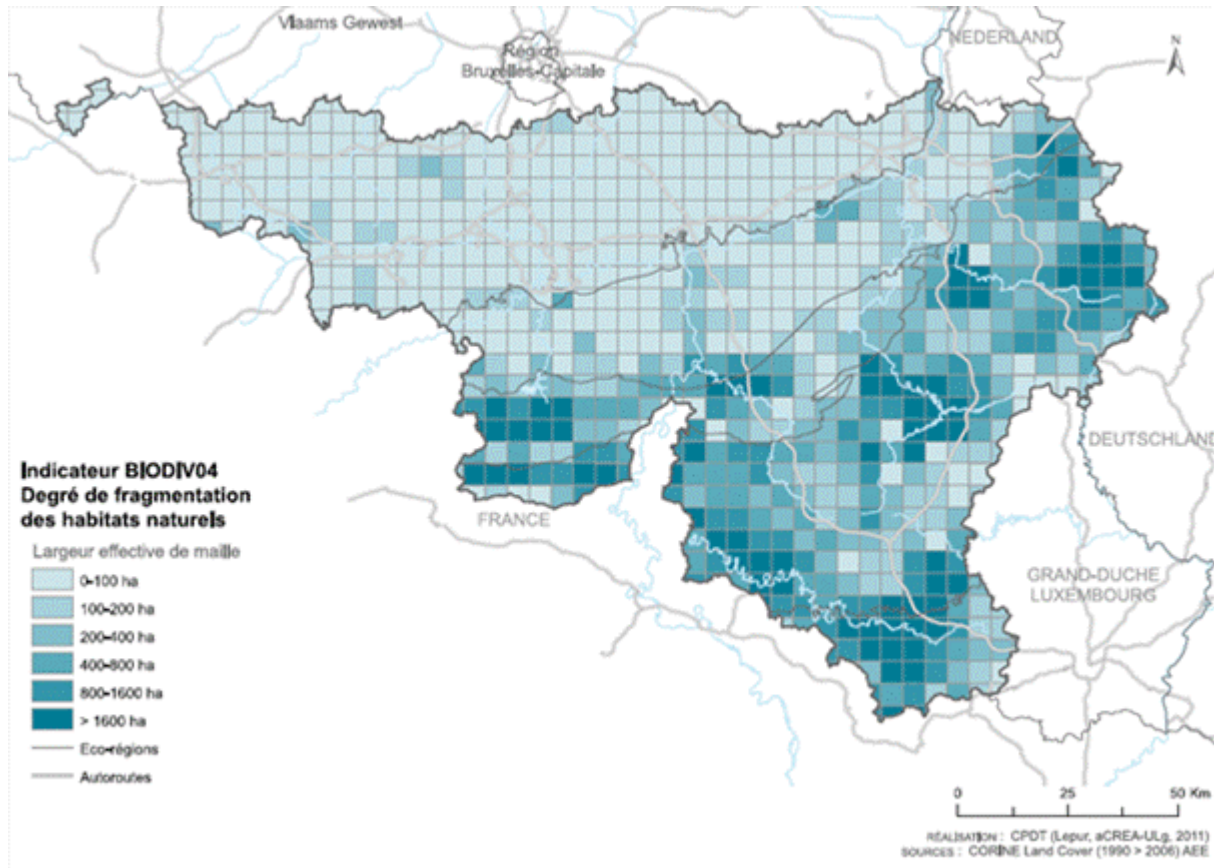 Vlaams Gewest
Région
Bruxelles-Capitale
NEDERLAND
N
Indicateur BIODIV04
Degré de fragmentation
des habitats naturels
Largeur effective de maille
0-100 ha
100-200 ha
200-400 ha
400-800 ha
800-1600 ha
> 1600 ha
Eco-régions
Autoroutes
FRANCE
DEUTSCHLAND
GRAND-DUCHE
LUXEMBOURG
0 25 50 Km
RÉALISATION : CPDT (Lepur, aCREA-ULg, 2011)
SOURCES : CORINE Land Cover (1990 > 2006) AEE